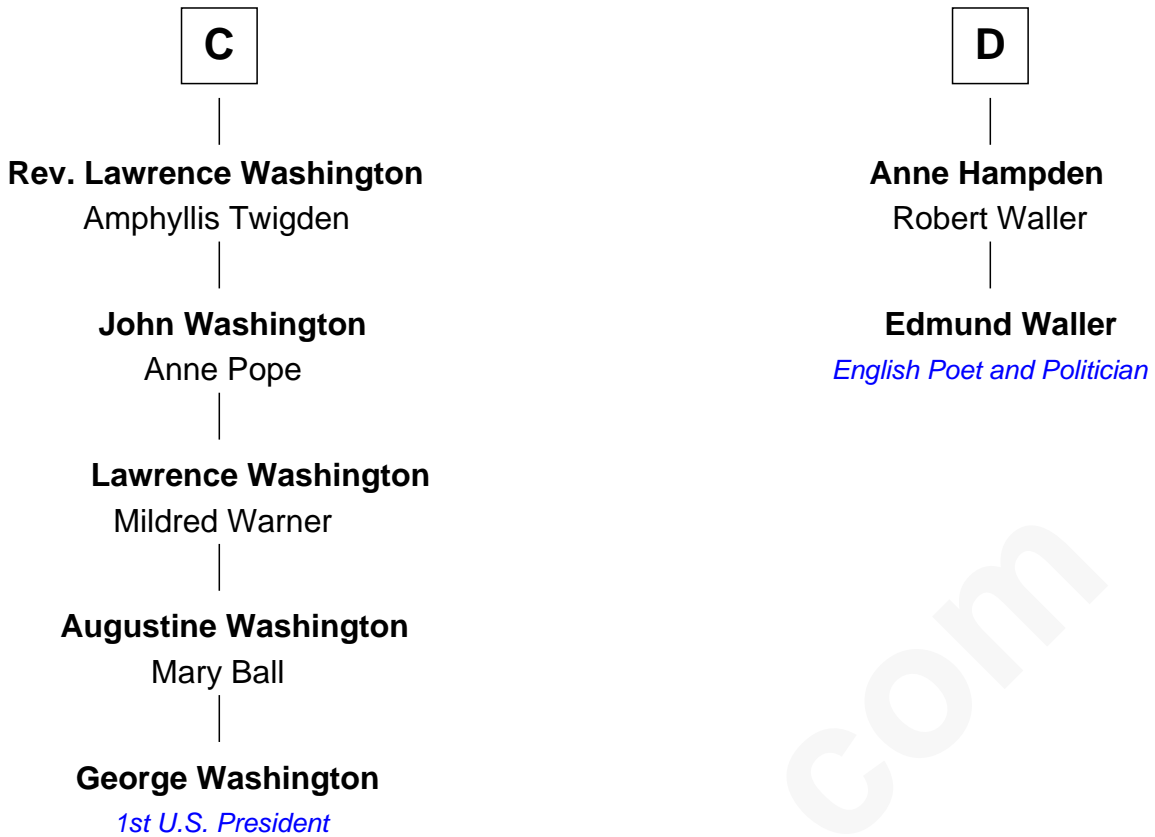 C
Rev. Lawrence Washington
Amphyllis Twigden
John Washington
Anne Pope
Lawrence Washington
Mildred Warner
Augustine Washington
Mary Ball
George Washington
1st U.S. President
D
Anne Hampden
Robert Waller
Edmund Waller
English Poet and Politician
com